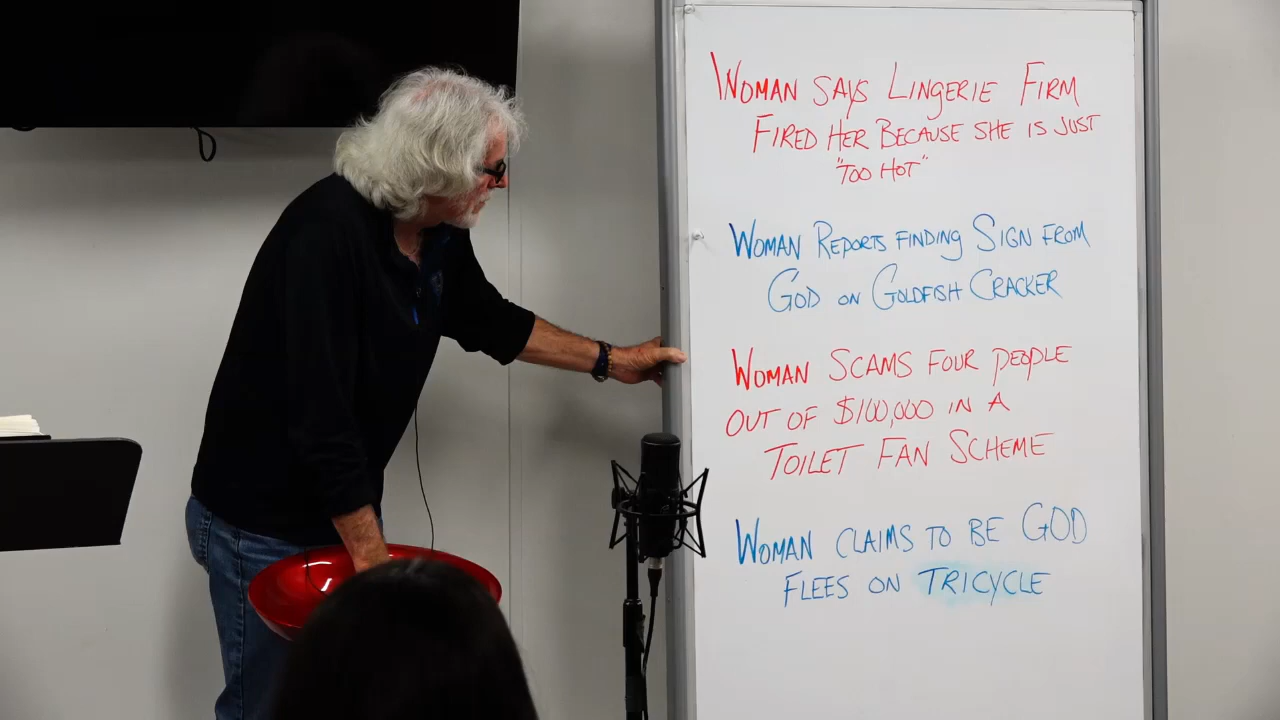 WOMAN SAYS LINGERIE FIRM
FIRED HER BECAUSE SHE IS JUST
"TOO HOT"
WOMAN REPORTS FINDING SIGN FROM
GOD ON GOLDFISH CRACKER
WOMAN SCAMS FOUR PEOPLE
OUT OF $100,000 IN A
TOILET FAN SCHEME
WOMAN CLAIMS TO BE GOD
FLEES ON TRICYCLE